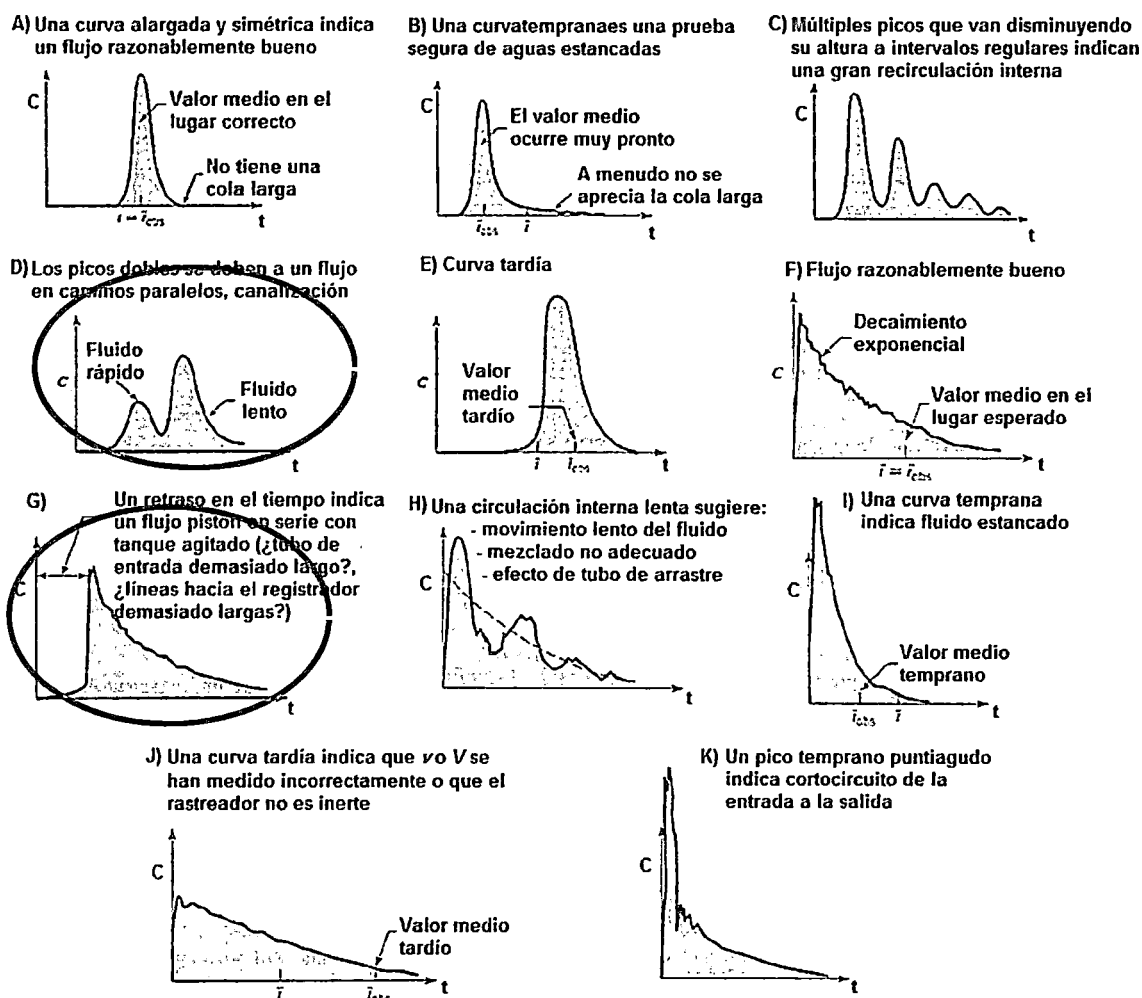 A) Una curva alargada y simétrica indica
un flujo razonablemente bueno
C
Valor medio en el
lugar correcto
No tiene una
cola larga
t
B) Una curvatempranaes una prueba
segura de aguas estancadas
C
El valor medio
ocurre muy pronto
A menudo no se
aprecia la cola larga
t̄obs
t̄
t
C) Múltiples picos que van disminuyendo
su altura a intervalos regulares indican
una gran recirculación interna
C
t
D) Los picos dobles se deben a un flujo
en caminos paralelos, canalización
C
Fluido
rápido
Fluido
lento
t
E) Curva tardía
C
Valor
medio
tardío
t̄
t̄obs
t
F) Flujo razonablemente bueno
C
Decaimiento
exponencial
Valor medio en el
lugar esperado
t̄ = t̄obs
t
G) Un retraso en el tiempo indica
un flujo pistón en serie con
tanque agitado (¿tubo de
entrada demasiado largo?,
¿líneas hacia el registrador
demasiado largas?)
C
t
H) Una circulación interna lenta sugiere:
- movimiento lento del fluido
- mezclado no adecuado
- efecto de tubo de arrastre
C
t
I) Una curva temprana
indica fluido estancado
C
Valor medio
temprano
t̄obs
t̄
t
J) Una curva tardía indica que v o V se
han medido incorrectamente o que el
rastreador no es inerte
C
Valor medio
tardío
t̄
t̄obs
t
K) Un pico temprano puntiagudo
indica cortocircuito de la
entrada a la salida
C
t